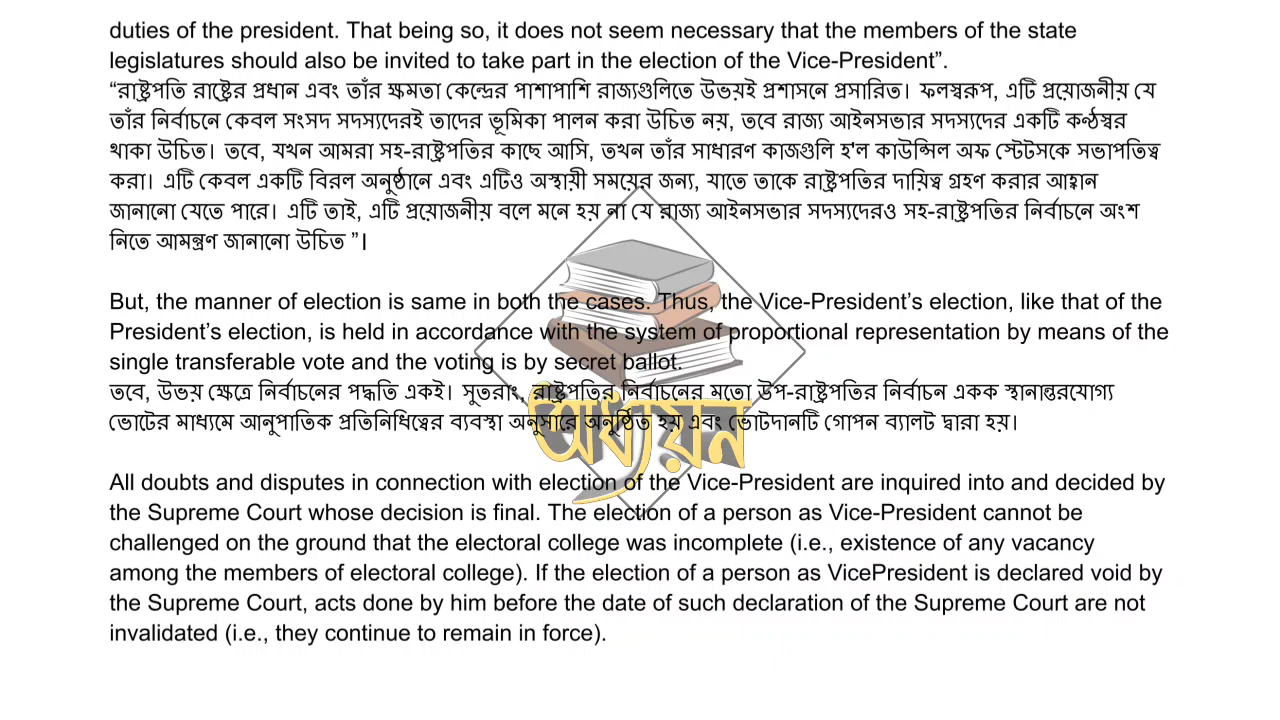 duties of the president. That being so, it does not seem necessary that the members of the state
legislatures should also be invited to take part in the election of the Vice-President”.
“রাষ্ট্রপতি রাষ্ট্রের প্রধান এবং তাঁর ক্ষমতা কেন্দ্রের পাশাপাশি রাজ্যগুলিতে উভয়ই প্রশাসনে প্রসারিত। ফলস্বরূপ, এটি প্রয়োজনীয় যে
তাঁর নির্বাচনে কেবল সংসদ সদস্যদেরই তাদের ভূমিকা পালন করা উচিত নয়, তবে রাজ্য আইনসভার সদস্যদের একটি কণ্ঠস্বর
থাকা উচিত। তবে, যখন আমরা সহ-রাষ্ট্রপতির কাছে আসি, তখন তাঁর সাধারণ কাজগুলি হ'ল কাউন্সিল অফ স্টেটসকে সভাপতিত্ব
করা। এটি কেবল একটি বিরল অনুষ্ঠানে এবং এটিও অস্থায়ী সময়ের জন্য, যাতে তাকে রাষ্ট্রপতির দায়িত্ব গ্রহণ করার আহ্বান
জানানো যেতে পারে। এটি তাই, এটি প্রয়োজনীয় বলে মনে হয় না যে রাজ্য আইনসভার সদস্যদেরও সহ-রাষ্ট্রপতির নির্বাচনে অংশ
নিতে আমন্ত্রণ জানানো উচিত ”।
But, the manner of election is same in both the cases. Thus, the Vice-President’s election, like that of the
President’s election, is held in accordance with the system of proportional representation by means of the
single transferable vote and the voting is by secret ballot.
তবে, উভয় ক্ষেত্রে নির্বাচনের পদ্ধতি একই। সুতরাং, রাষ্ট্রপতির নির্বাচনের মতো উপ-রাষ্ট্রপতির নির্বাচন একক স্থানান্তরযোগ্য
ভোটের মাধ্যমে আনুপাতিক প্রতিনিধিত্বের ব্যবস্থা অনুসারে অনুষ্ঠিত হয় এবং ভোটদানটি গোপন ব্যালট দ্বারা হয়।
অধ্যয়ন
All doubts and disputes in connection with election of the Vice-President are inquired into and decided by
the Supreme Court whose decision is final. The election of a person as Vice-President cannot be
challenged on the ground that the electoral college was incomplete (i.e., existence of any vacancy
among the members of electoral college). If the election of a person as VicePresident is declared void by
the Supreme Court, acts done by him before the date of such declaration of the Supreme Court are not
invalidated (i.e., they continue to remain in force).